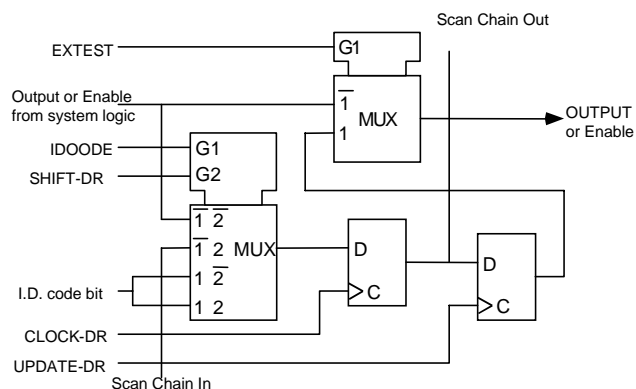 Scan Chain Out
EXTEST
G1
Output or Enable
from system logic
1
1
MUX
OUTPUT
or Enable
IDOODE
G1
SHIFT-DR
G2
1 2
1 2
1 2
1 2
MUX
D
C
D
C
I.D. code bit
CLOCK-DR
UPDATE-DR
Scan Chain In